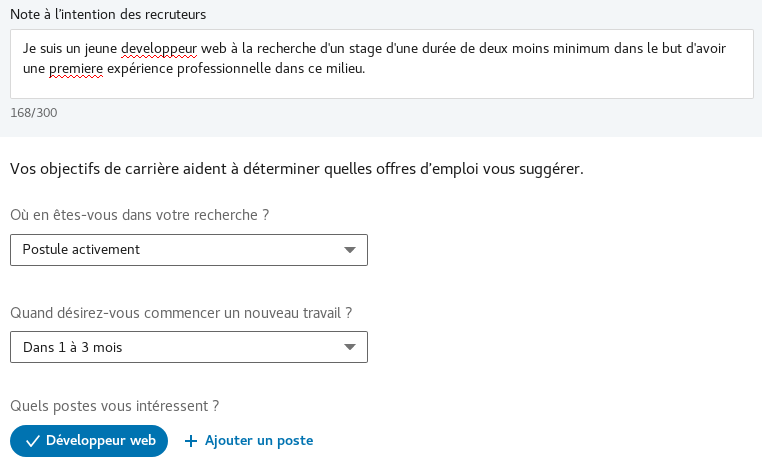 Note à l'intention des recruteurs
Je suis un jeune developpeur web à la recherche d'un stage d'une durée de deux moins minimum dans le but d'avoir
une premiere expérience professionnelle dans ce milieu.
168/300
Vos objectifs de carrière aident à déterminer quelles offres d'emploi vous suggérer.
Où en êtes-vous dans votre recherche ?
Postule activement
Quand désirez-vous commencer un nouveau travail ?
Dans 1 à 3 mois
Quels postes vous intéressent ?
Développeur web + Ajouter un poste